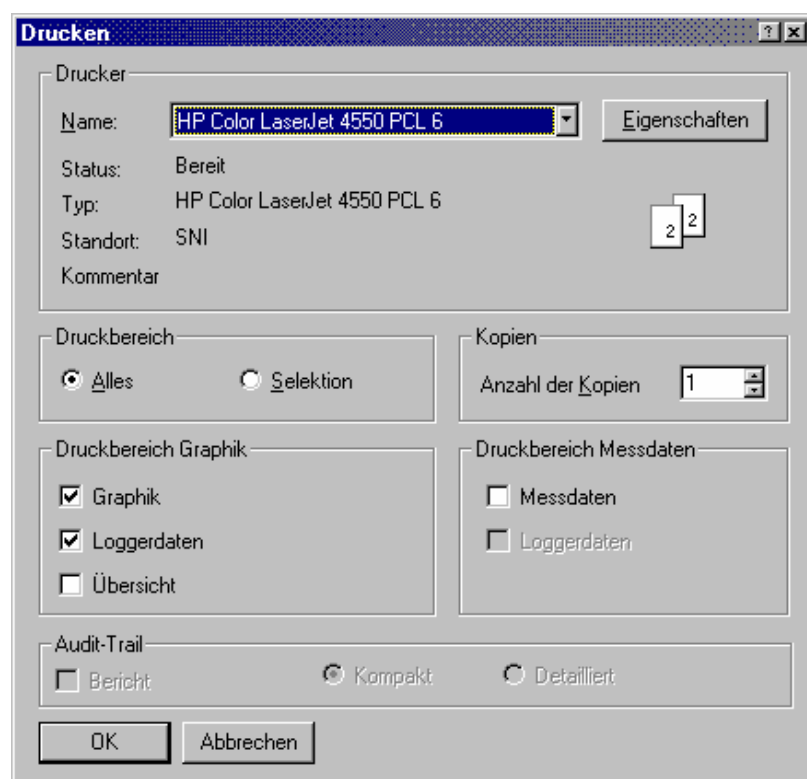 Drucken
Drucker
Name: HP Color LaserJet 4550 PCL 6 Eigenschaften
Status: Bereit
Typ: HP Color LaserJet 4550 PCL 6
Standort: SNI
2 2
Kommentar
Druckbereich
Alles Selektion
Kopien
Anzahl der Kopien 1
Druckbereich Graphik
Graphik
Loggerdaten
Übersicht
Druckbereich Messdaten
Messdaten
Loggerdaten
Audit-Trail
Bericht Kompakt Detailliert
OK Abbrechen